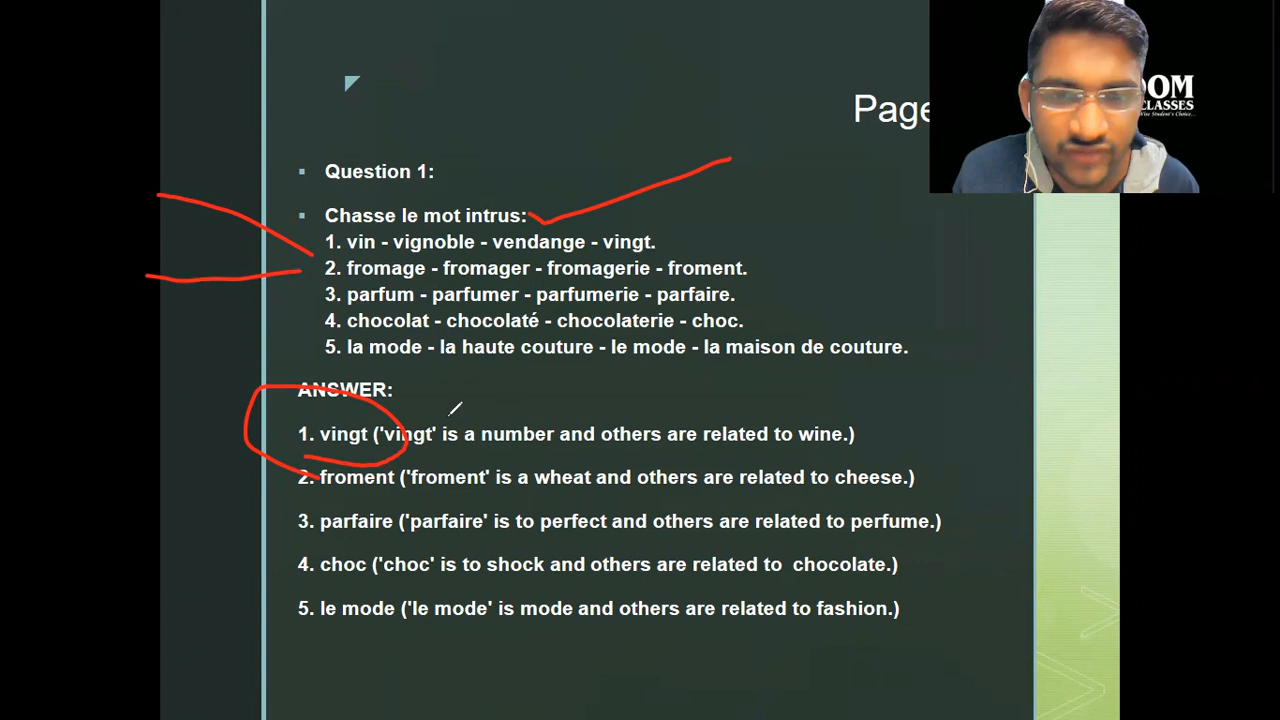 Page
OOM
CLASSES
Question 1:
Chasse le mot intrus:
1. vin - vignoble - vendange - vingt.
2. fromage - fromager - fromagerie - froment.
3. parfum - parfumer - parfumerie - parfaire.
4. chocolat - chocolaté - chocolaterie - choc.
5. la mode - la haute couture - le mode - la maison de couture.
ANSWER:
1. vingt ('vingt' is a number and others are related to wine.)
2. froment ('froment' is a wheat and others are related to cheese.)
3. parfaire ('parfaire' is to perfect and others are related to perfume.)
4. choc ('choc' is to shock and others are related to chocolate.)
5. le mode ('le mode' is mode and others are related to fashion.)